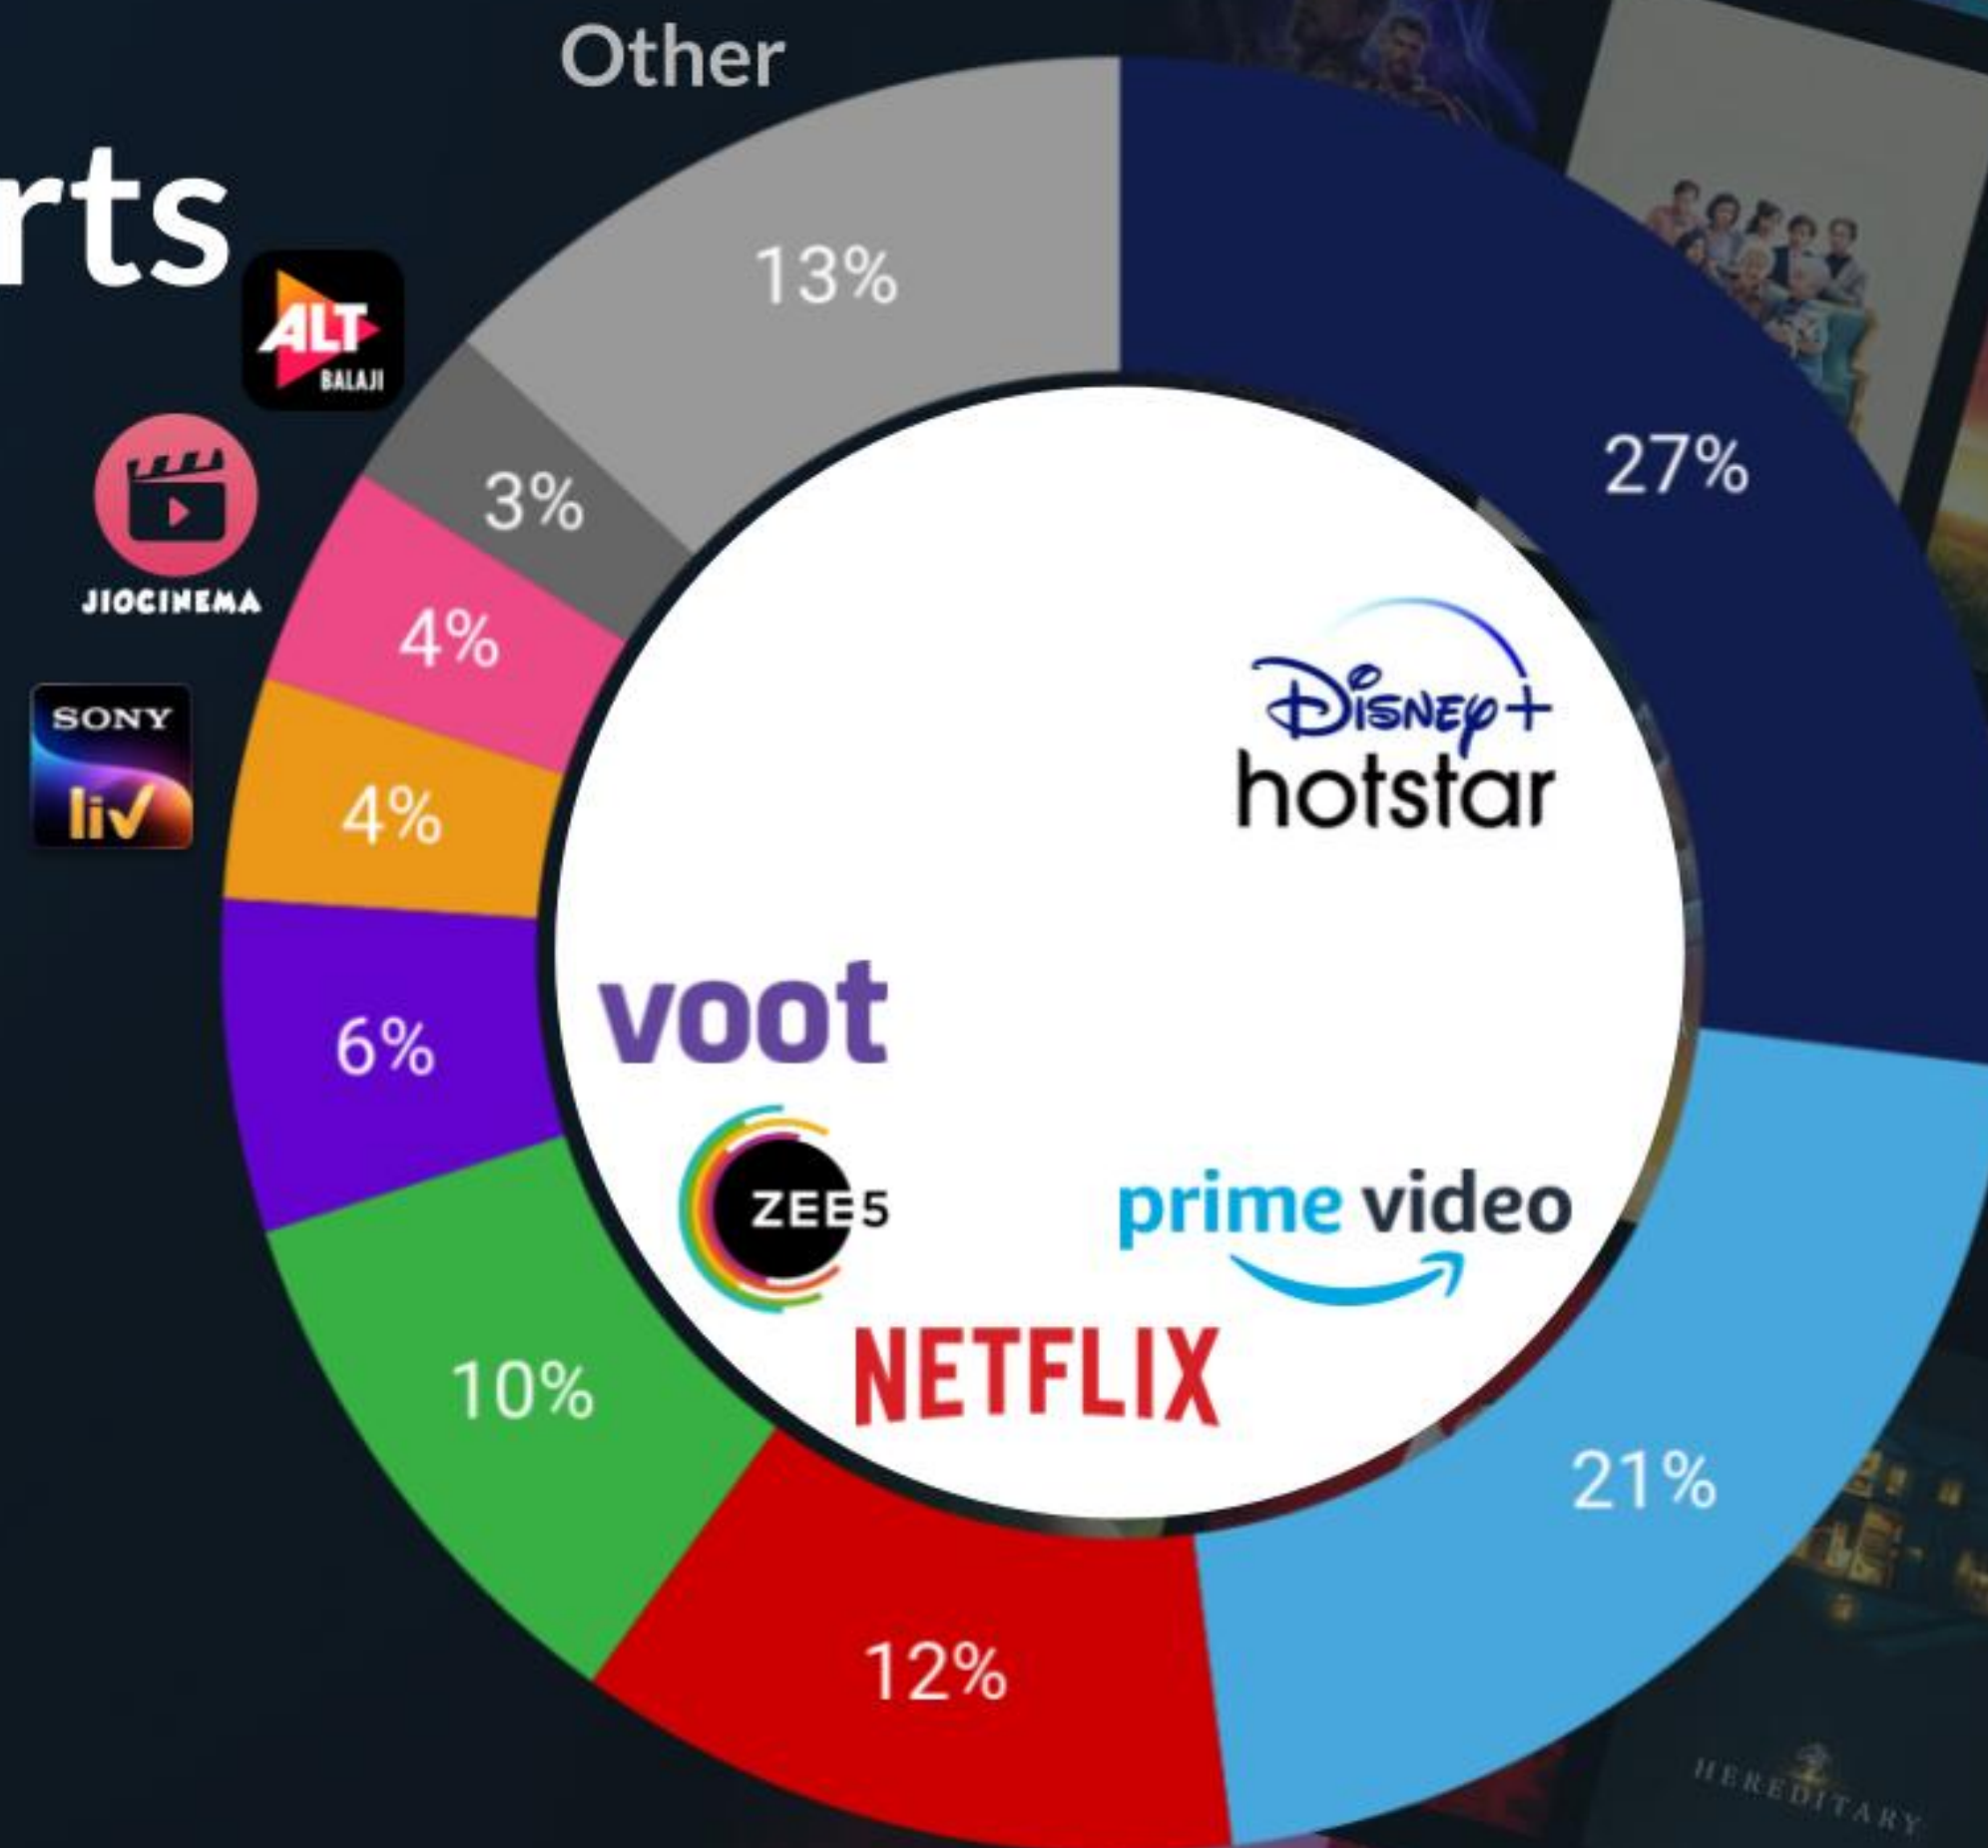 Other
rts
ALT
BALAJI
13%
27%
3%
JIOCINEMA
4%
SONY
liv
4%
Disney+
hotstar
voot
6%
ZEE5
prime video
NETFLIX
10%
21%
12%
HEREDITARY